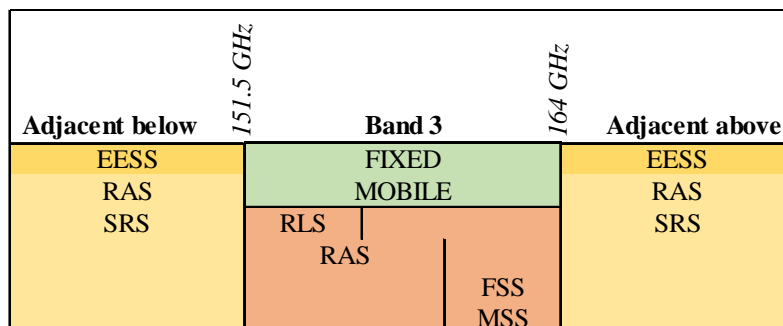 151.5 GHz
164 GHz
Adjacent below Band 3 Adjacent above
EESS FIXED EESS
RAS MOBILE RAS
SRS RLS SRS
RAS
FSS
MSS